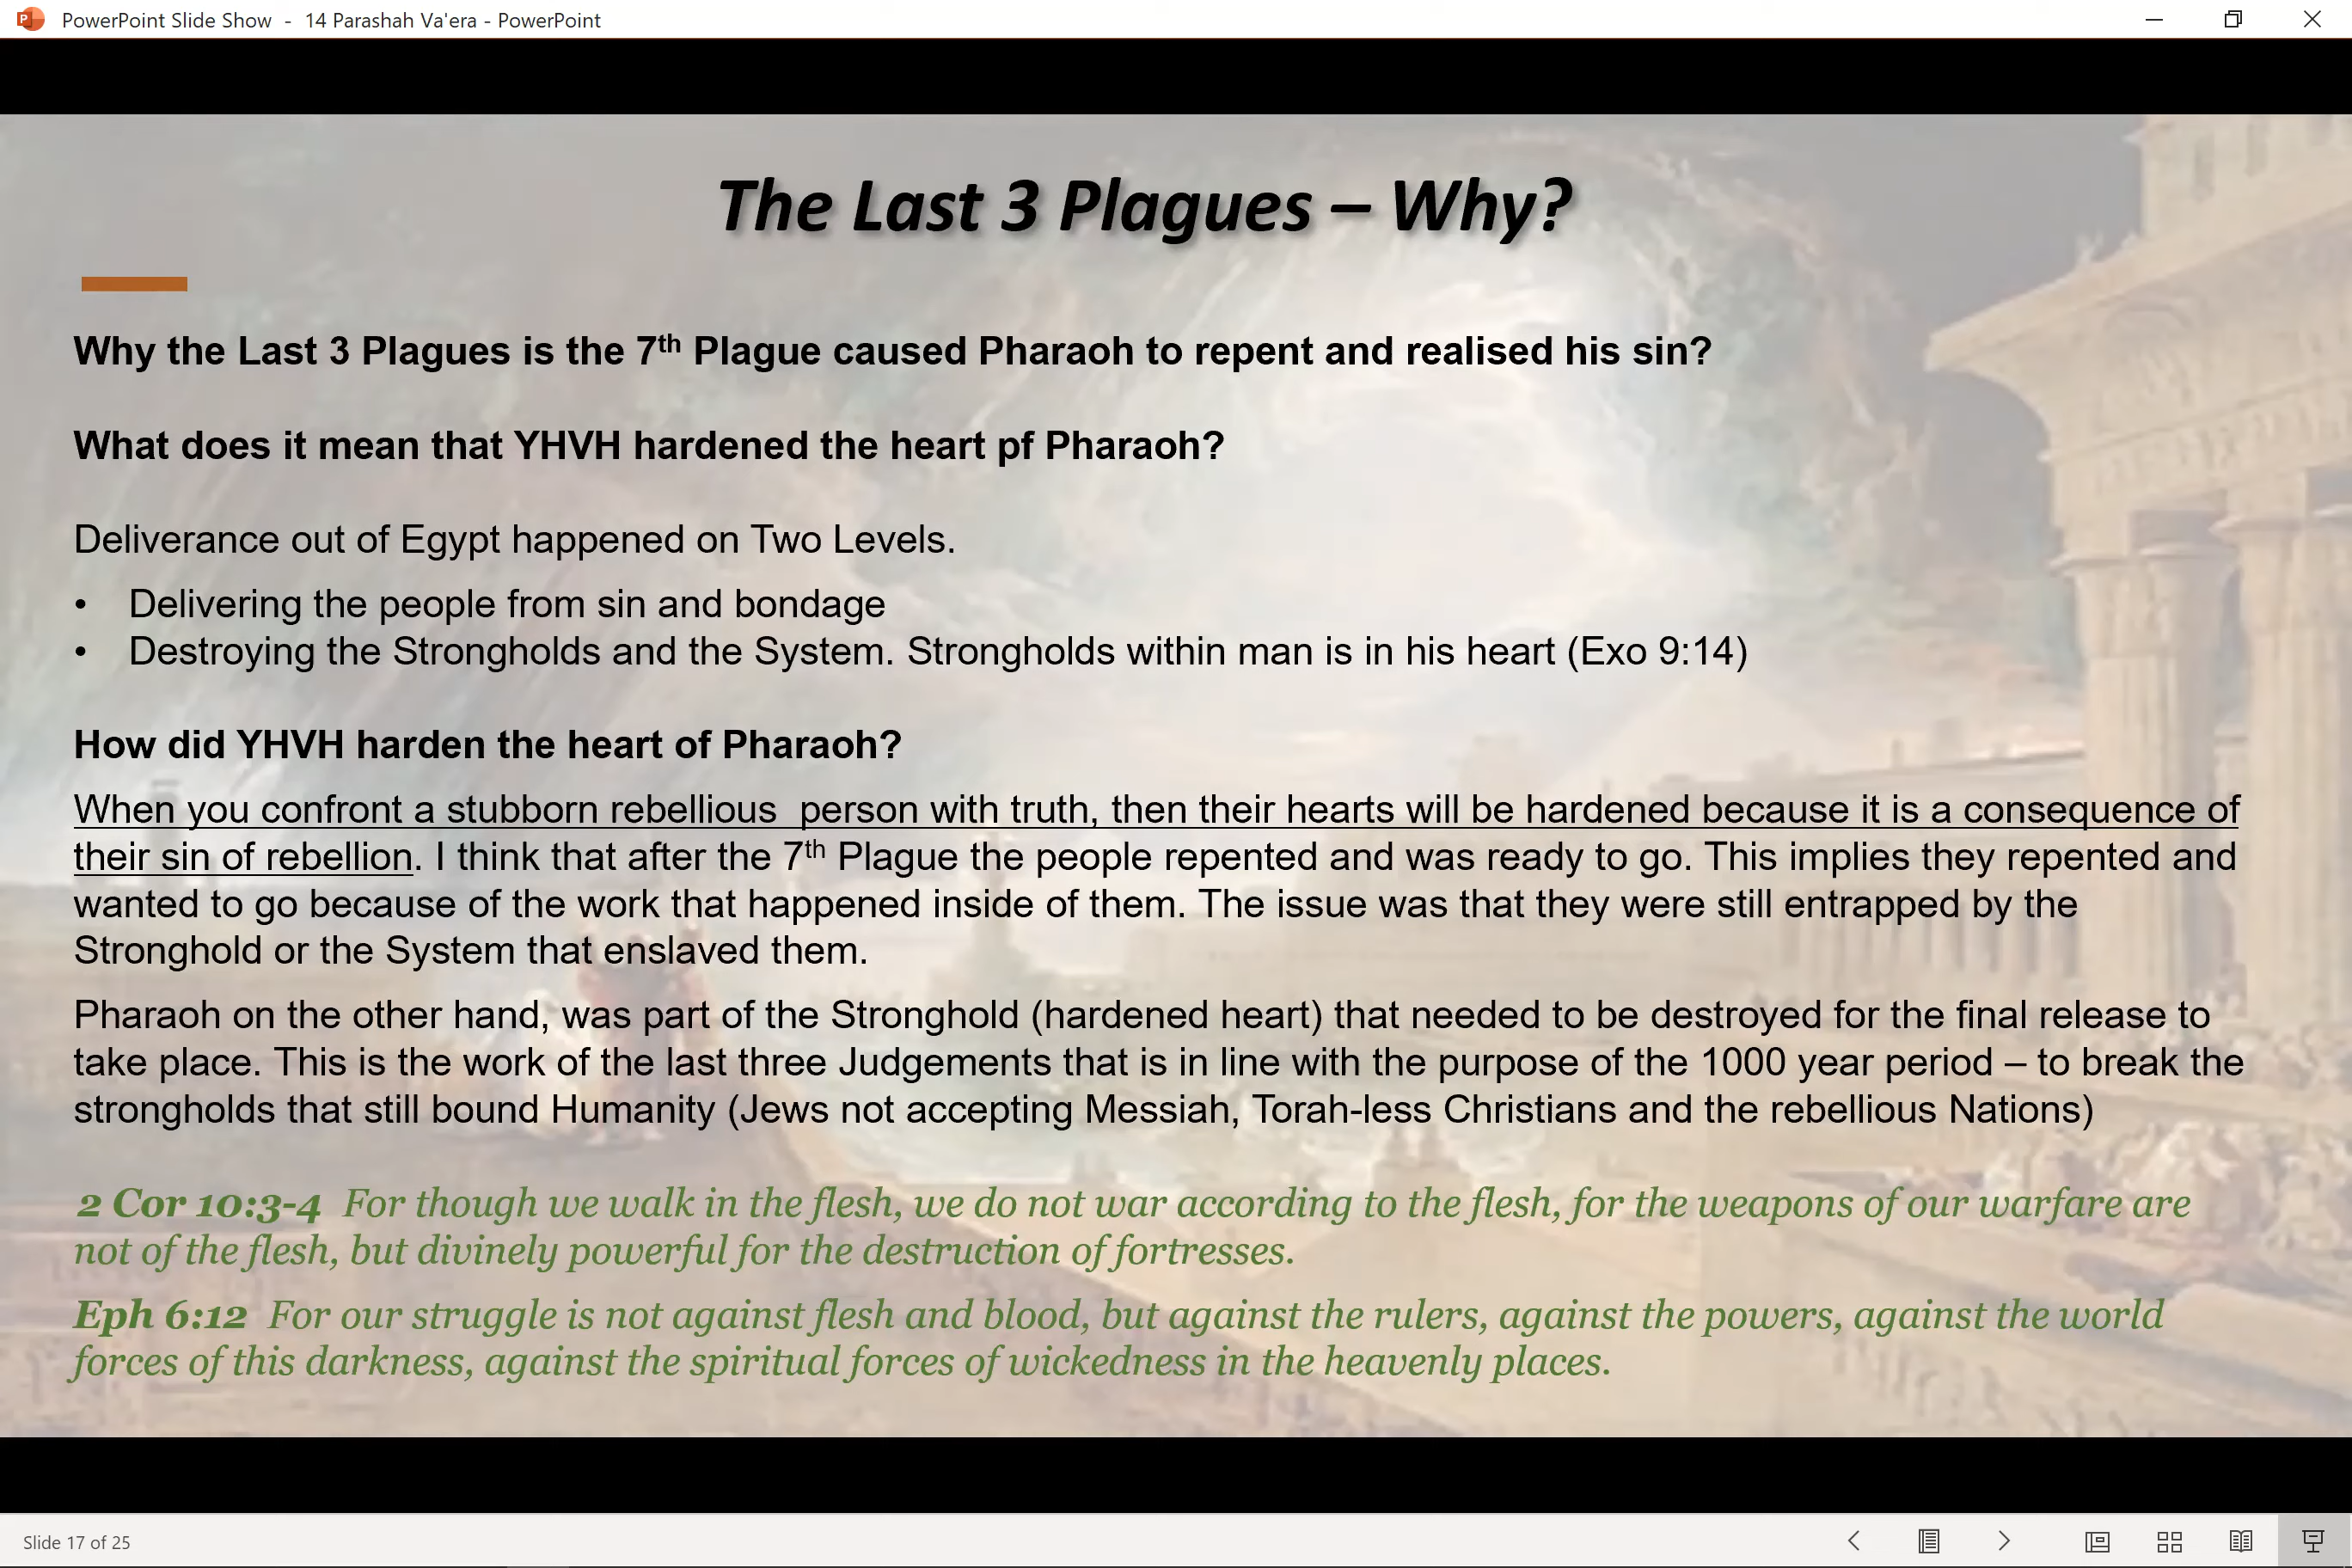 PowerPoint Slide Show - 14 Parashah Va'era - PowerPoint
The Last 3 Plagues – Why?
Why the Last 3 Plagues is the 7th Plague caused Pharaoh to repent and realised his sin?
What does it mean that YHVH hardened the heart pf Pharaoh?
Deliverance out of Egypt happened on Two Levels.
• Delivering the people from sin and bondage
• Destroying the Strongholds and the System. Strongholds within man is in his heart (Exo 9:14)
How did YHVH harden the heart of Pharaoh?
When you confront a stubborn rebellious  person with truth, then their hearts will be hardened because it is a consequence of
their sin of rebellion. I think that after the 7th Plague the people repented and was ready to go. This implies they repented and
wanted to go because of the work that happened inside of them. The issue was that they were still entrapped by the
Stronghold or the System that enslaved them.
Pharaoh on the other hand, was part of the Stronghold (hardened heart) that needed to be destroyed for the final release to
take place. This is the work of the last three Judgements that is in line with the purpose of the 1000 year period – to break the
strongholds that still bound Humanity (Jews not accepting Messiah, Torah-less Christians and the rebellious Nations)
2 Cor 10:3-4 For though we walk in the flesh, we do not war according to the flesh, for the weapons of our warfare are
not of the flesh, but divinely powerful for the destruction of fortresses.
Eph 6:12 For our struggle is not against flesh and blood, but against the rulers, against the powers, against the world
forces of this darkness, against the spiritual forces of wickedness in the heavenly places.
Slide 17 of 25